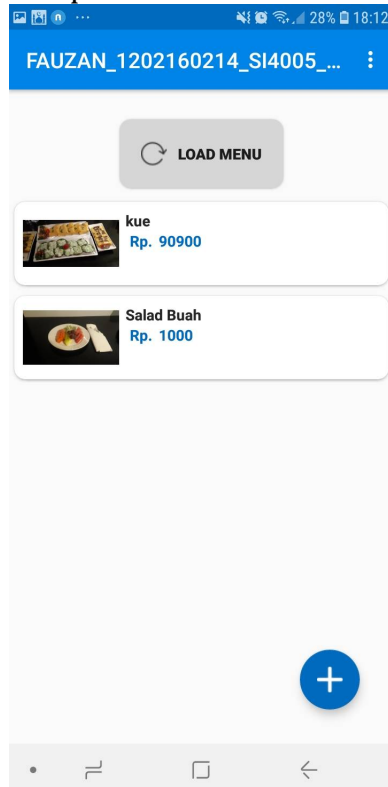 28% 18:12
FAUZAN_1202160214_SI4005_...
LOAD MENU
kue
Rp. 90900
Salad Buah
Rp. 1000